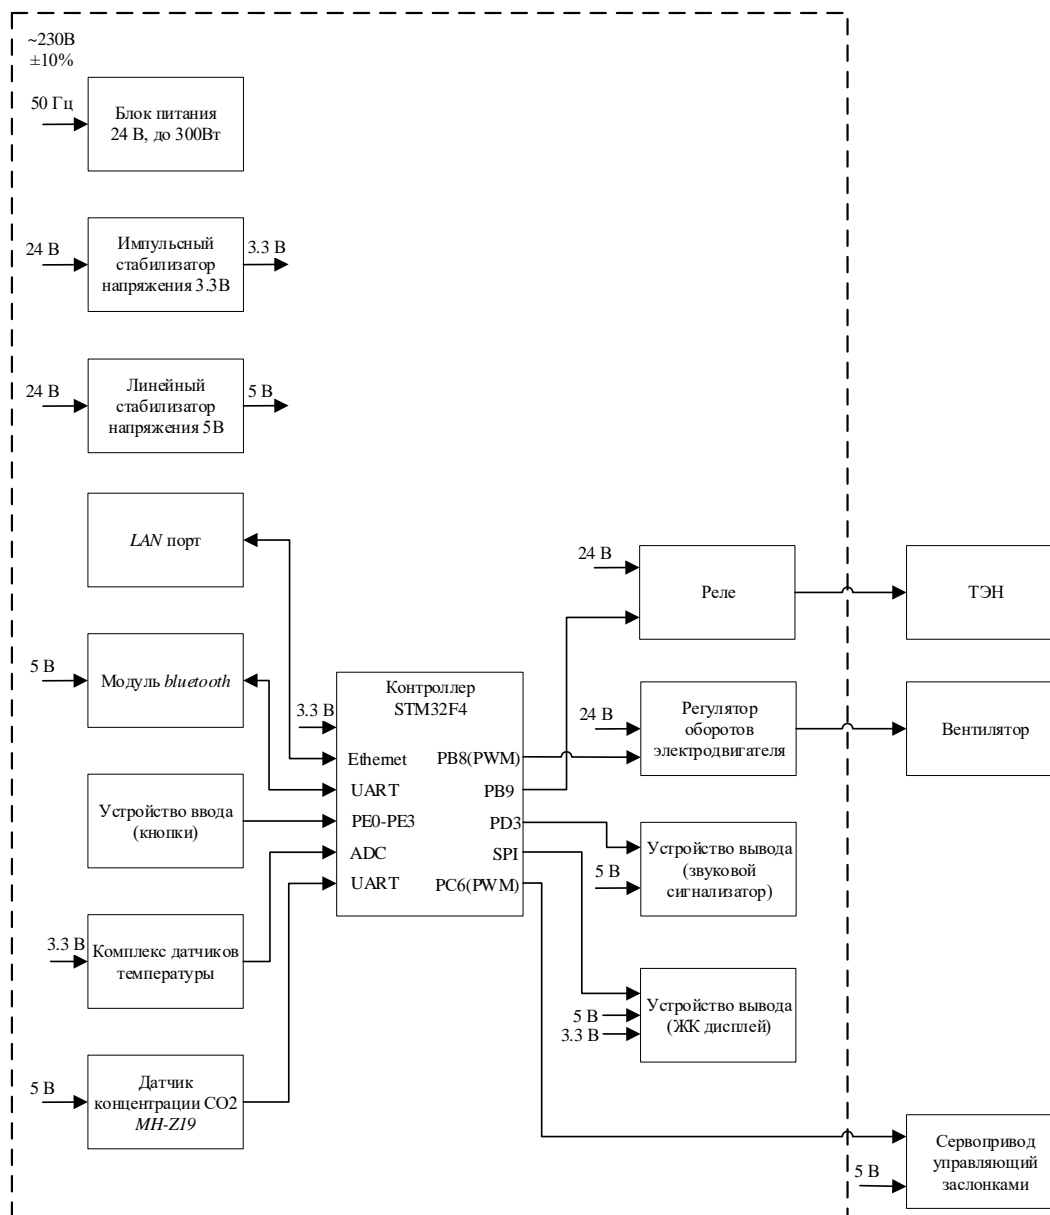 ~230В
±10%
50 Гц
Блок питания
24 В, до 300Вт
24 В
Импульсный
стабилизатор
напряжения 3.3В
3.3 В
24 В
Линейный
стабилизатор
напряжения 5В
5 В
LAN порт
5 В
Модуль bluetooth
Устройство ввода
(кнопки)
3.3 В
Комплекс датчиков
температуры
5 В
Датчик
концентрации СО2
MH-Z19
Контроллер
STM32F4
3.3 В
Ethernet
UART
PE0-PE3
ADC
UART
PB8(PWM)
PB9
PD3
SPI
PC6(PWM)
24 В
Реле
ТЭН
24 В
Регулятор
оборотов
электродвигателя
Вентилятор
5 В
Устройство вывода
(звуковой
сигнализатор)
5 В
3.3 В
Устройство вывода
(ЖК дисплей)
5 В
Сервопривод
управляющий
заслонками